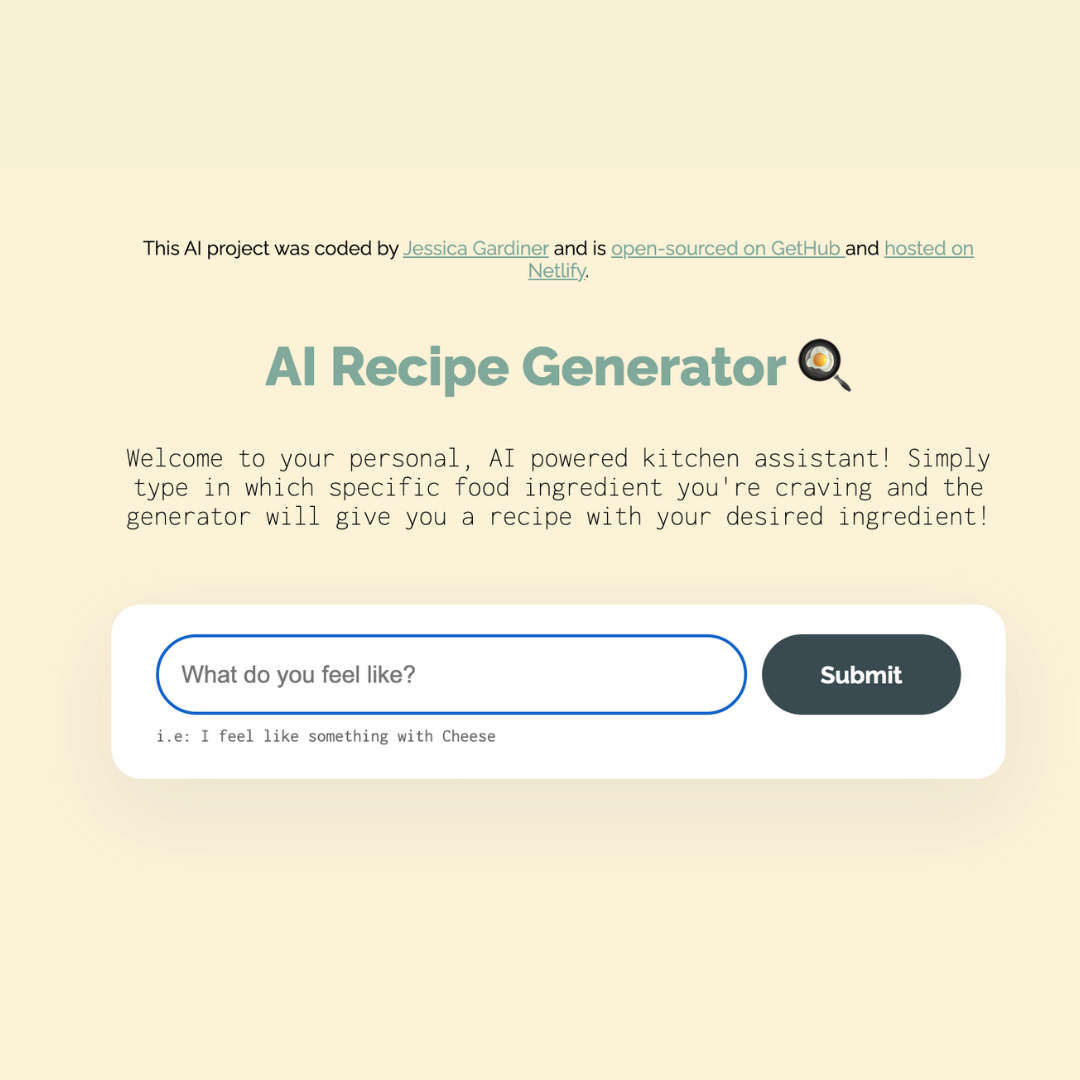 This AI project was coded by Jessica Gardiner and is open-sourced on GetHub and hosted on
Netlify.
AI Recipe Generator
Welcome to your personal, AI powered kitchen assistant! Simply
type in which specific food ingredient you're craving and the
generator will give you a recipe with your desired ingredient!
What do you feel like?
Submit
i.e: I feel like something with Cheese